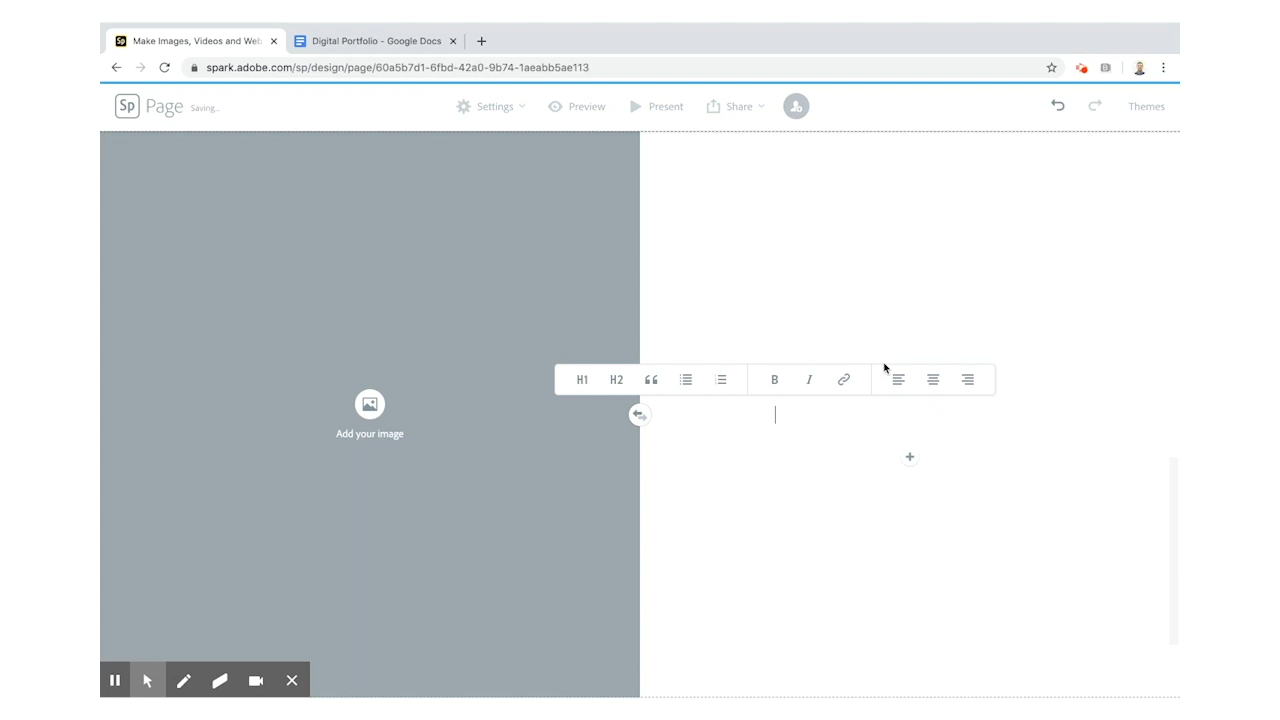 Sp Make Images, Videos and Web
Digital Portfolio - Google Docs
spark.adobe.com/sp/design/page/60a5b7d1-6fbd-42a0-9b74-1aeabb5ae113
Sp Page Saving... Settings Preview Present Share Themes
H1 H2 B I
Add your image